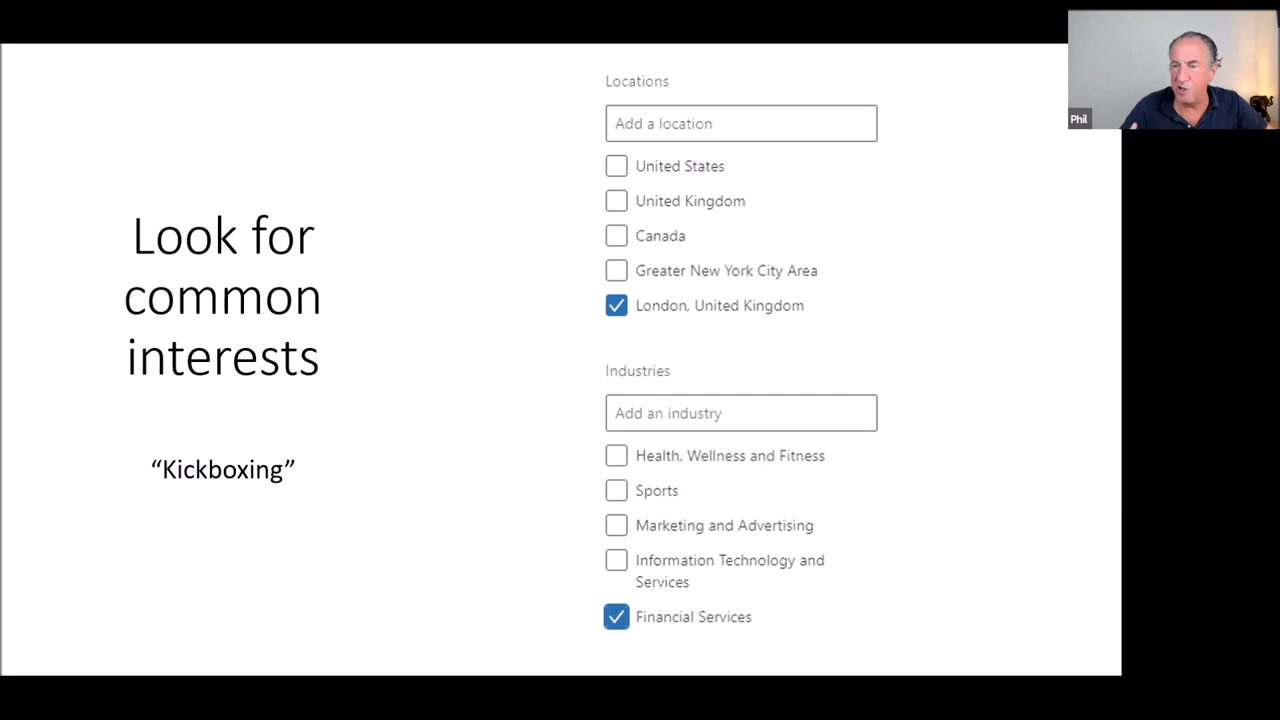 Look for
common
interests
“Kickboxing”
Locations
Add a location
United States
United Kingdom
Canada
Greater New York City Area
London, United Kingdom
Industries
Add an industry
Health, Wellness and Fitness
Sports
Marketing and Advertising
Information Technology and
Services
Financial Services
Phil